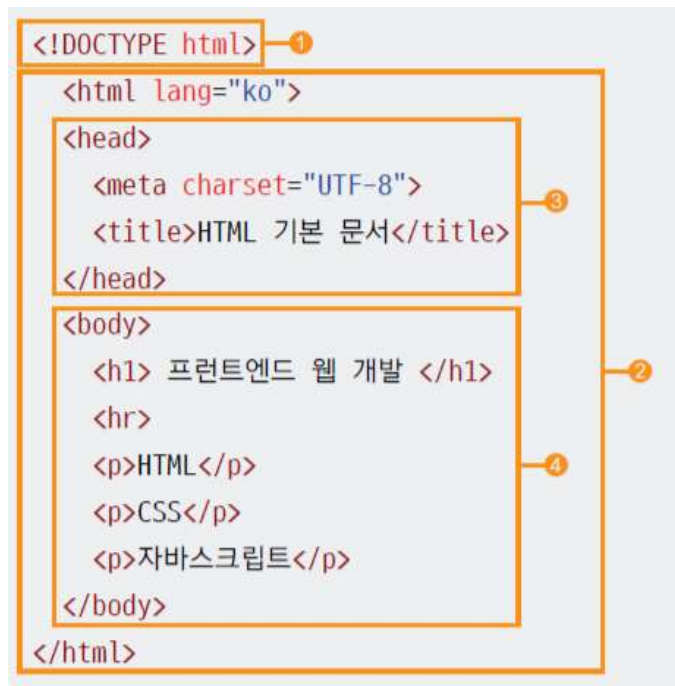 <!DOCTYPE html> 1
<html lang="ko">
<head>
<meta charset="UTF-8">
3
<title>HTML 기본 문서</title>
</head>
<body>
<h1> 프런트엔드 웹 개발 </h1>
2
<hr>
<p>HTML</p>
4
<p>CSS</p>
<p>자바스크립트</p>
</body>
</html>